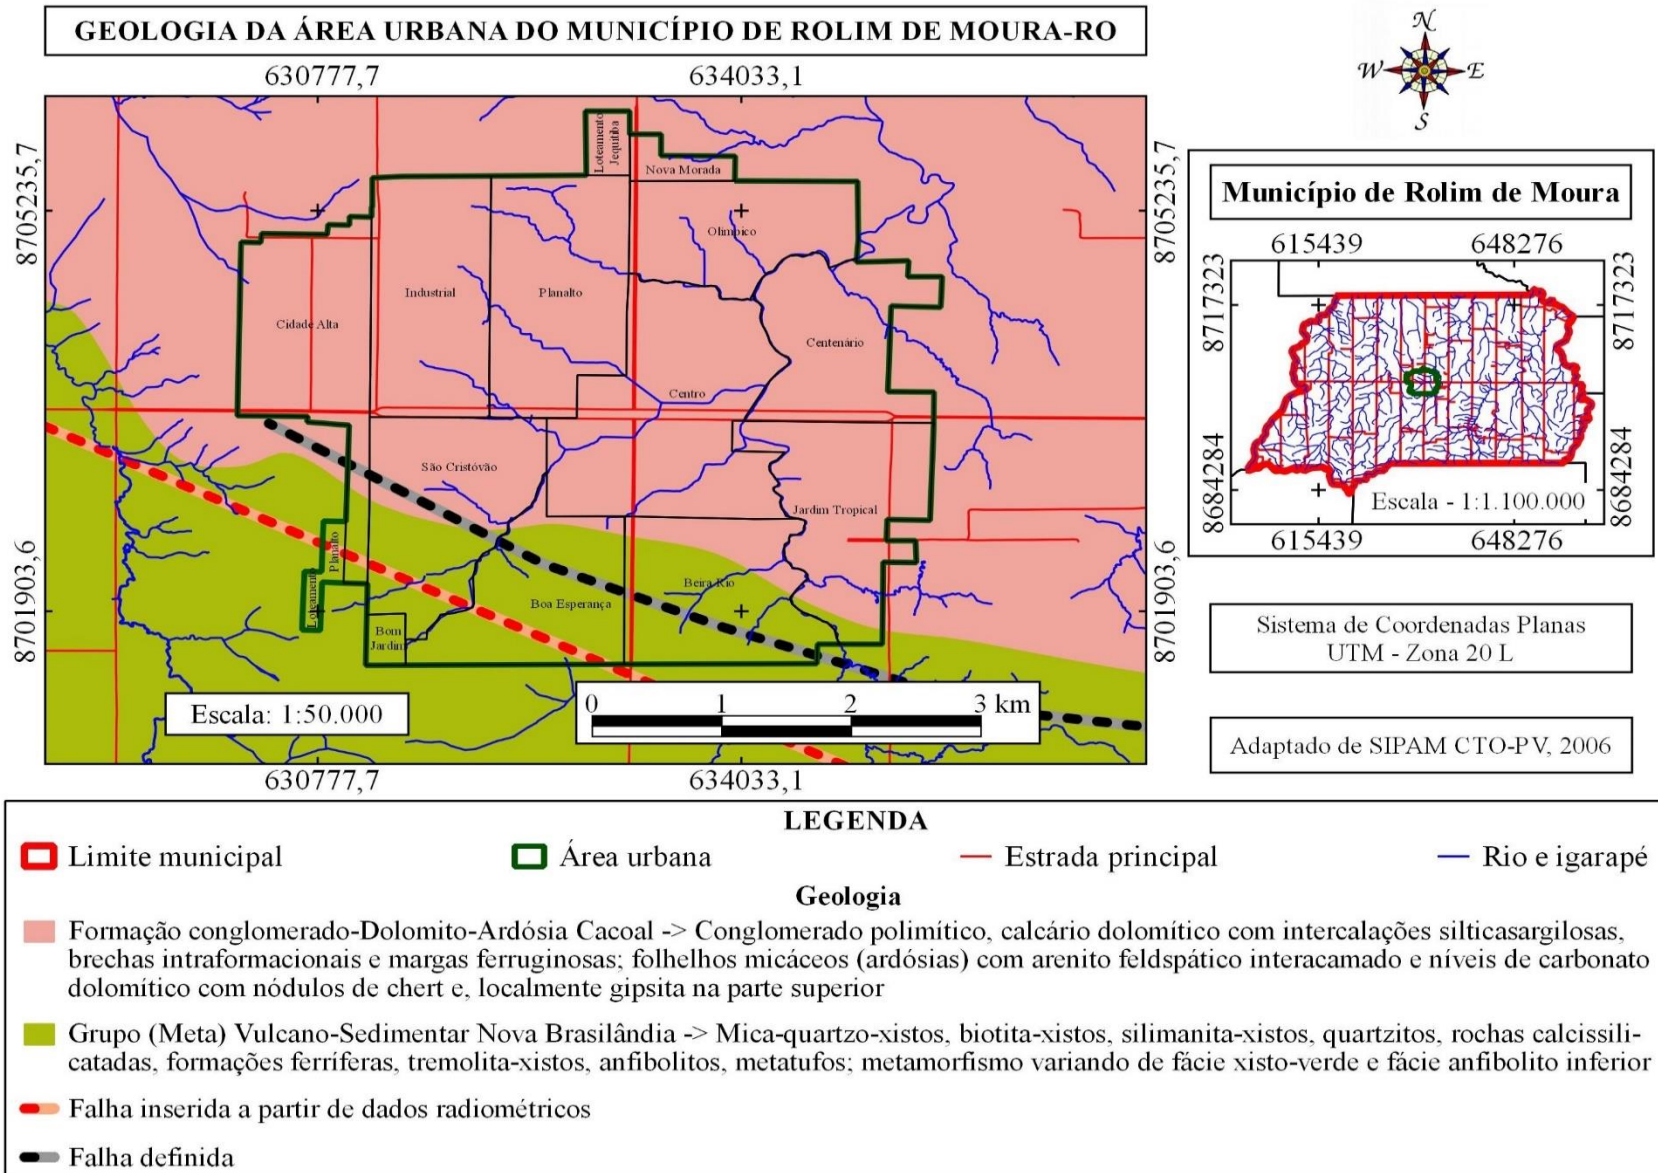 GEOLOGIA DA ÁREA URBANA DO MUNICÍPIO DE ROLIM DE MOURA-RO
N
W E
S
630777,7 634033,1
8705235,7 8705235,7
8701903,6 8701903,6
630777,7 634033,1
Loteamento
Jequitiba
Nova Morada
Olimpico
Cidade Alta
Industrial
Planalto
Centenário
Centro
São Cristóvão
Jardim Tropical
Planalto
Loteamento
Beira Rio
Boa Esperança
Bom
Jardim
Escala: 1:50.000
0 1 2 3 km
Município de Rolim de Moura
615439 648276
8717323 8717323
8684284 8684284
Escala - 1:1.100.000
615439 648276
Sistema de Coordenadas Planas
UTM - Zona 20 L
Adaptado de SIPAM CTO-PV, 2006
LEGENDA
Limite municipal Área urbana Estrada principal Rio e igarapé
Geologia
Formação conglomerado-Dolomito-Ardósia Cacoal -> Conglomerado polimítico, calcário dolomítico com intercalações silticasargilosas,
brechas intraformacionais e margas ferruginosas; folhelhos micáceos (ardósias) com arenito feldspático interacamado e níveis de carbonato
dolomítico com nódulos de chert e, localmente gipsita na parte superior
Grupo (Meta) Vulcano-Sedimentar Nova Brasilândia -> Mica-quartzo-xistos, biotita-xistos, silimanita-xistos, quartzitos, rochas calcissili-
catadas, formações ferríferas, tremolita-xistos, anfibolitos, metatufos; metamorfismo variando de fácie xisto-verde e fácie anfibolito inferior
Falha inserida a partir de dados radiométricos
Falha definida